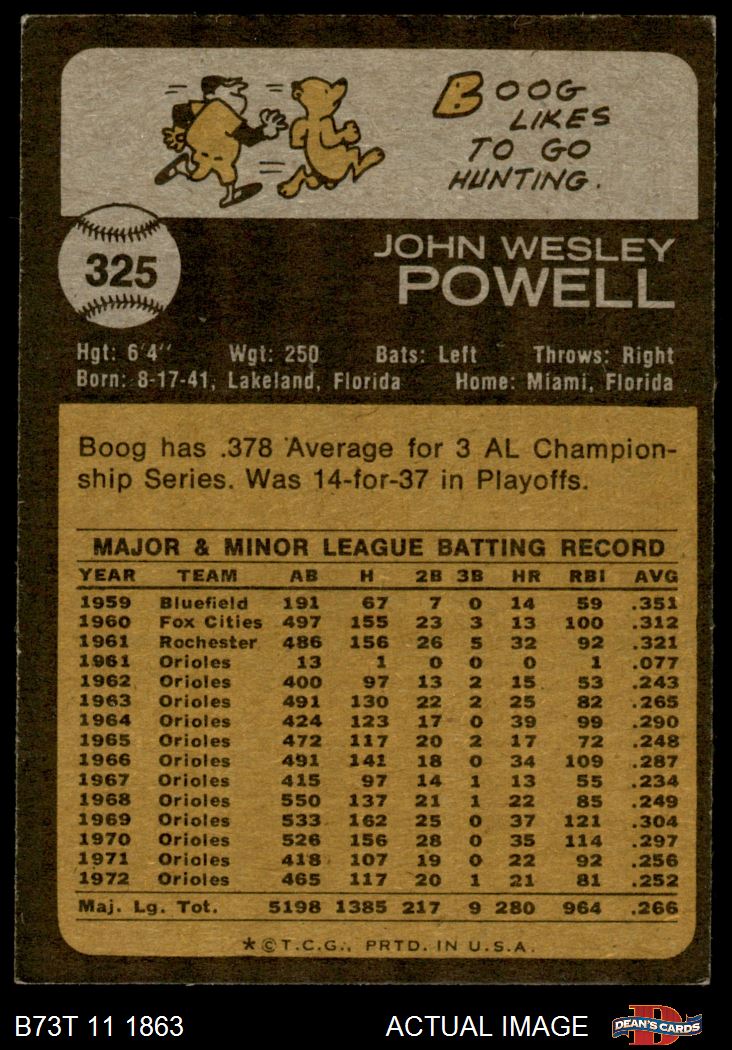 BOOG
LIKES
TO GO
HUNTING.
325
JOHN WESLEY
POWELL
Hgt: 6'4" Wgt: 250 Bats: Left Throws: Right
Born: 8-17-41, Lakeland, Florida Home: Miami, Florida
Boog has .378 Average for 3 AL Champion-
ship Series. Was 14-for-37 in Playoffs.
MAJOR & MINOR LEAGUE BATTING RECORD
YEAR TEAM AB H 2B 3B HR RBI AVG
1959 Bluefield 191 67 7 0 14 59 .351
1960 Fox Cities 497 155 23 3 13 100 .312
1961 Rochester 486 156 26 5 32 92 .321
1961 Orioles 13 1 0 0 0 1 .077
1962 Orioles 400 97 13 2 15 53 .243
1963 Orioles 491 130 22 2 25 82 .265
1964 Orioles 424 123 17 0 39 99 .290
1965 Orioles 472 117 20 2 17 72 .248
1966 Orioles 491 141 18 0 34 109 .287
1967 Orioles 415 97 14 1 13 55 .234
1968 Orioles 550 137 21 1 22 85 .249
1969 Orioles 533 162 25 0 37 121 .304
1970 Orioles 526 156 28 0 35 114 .297
1971 Orioles 418 107 19 0 22 92 .256
1972 Orioles 465 117 20 1 21 81 .252
Maj. Lg. Tot. 5198 1385 217 9 280 964 .266
*©T.C.G., PRTD. IN U.S.A.
B73T 11 1863 ACTUAL IMAGE
D
DEAN'S CARDS